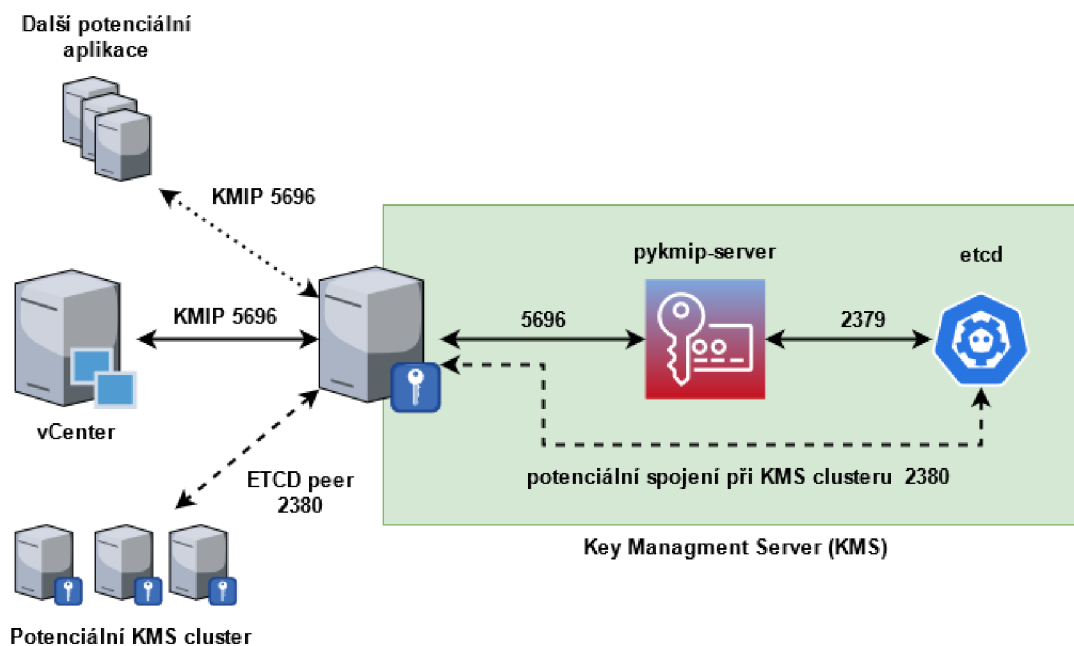 Další potenciální
aplikace
KMIP 5696
pykmip-server
etcd
KMIP 5696
5696
2379
vCenter
ETCD peer
2380
potenciální spojení při KMS clusteru 2380
Key Managment Server (KMS)
Potenciální KMS cluster